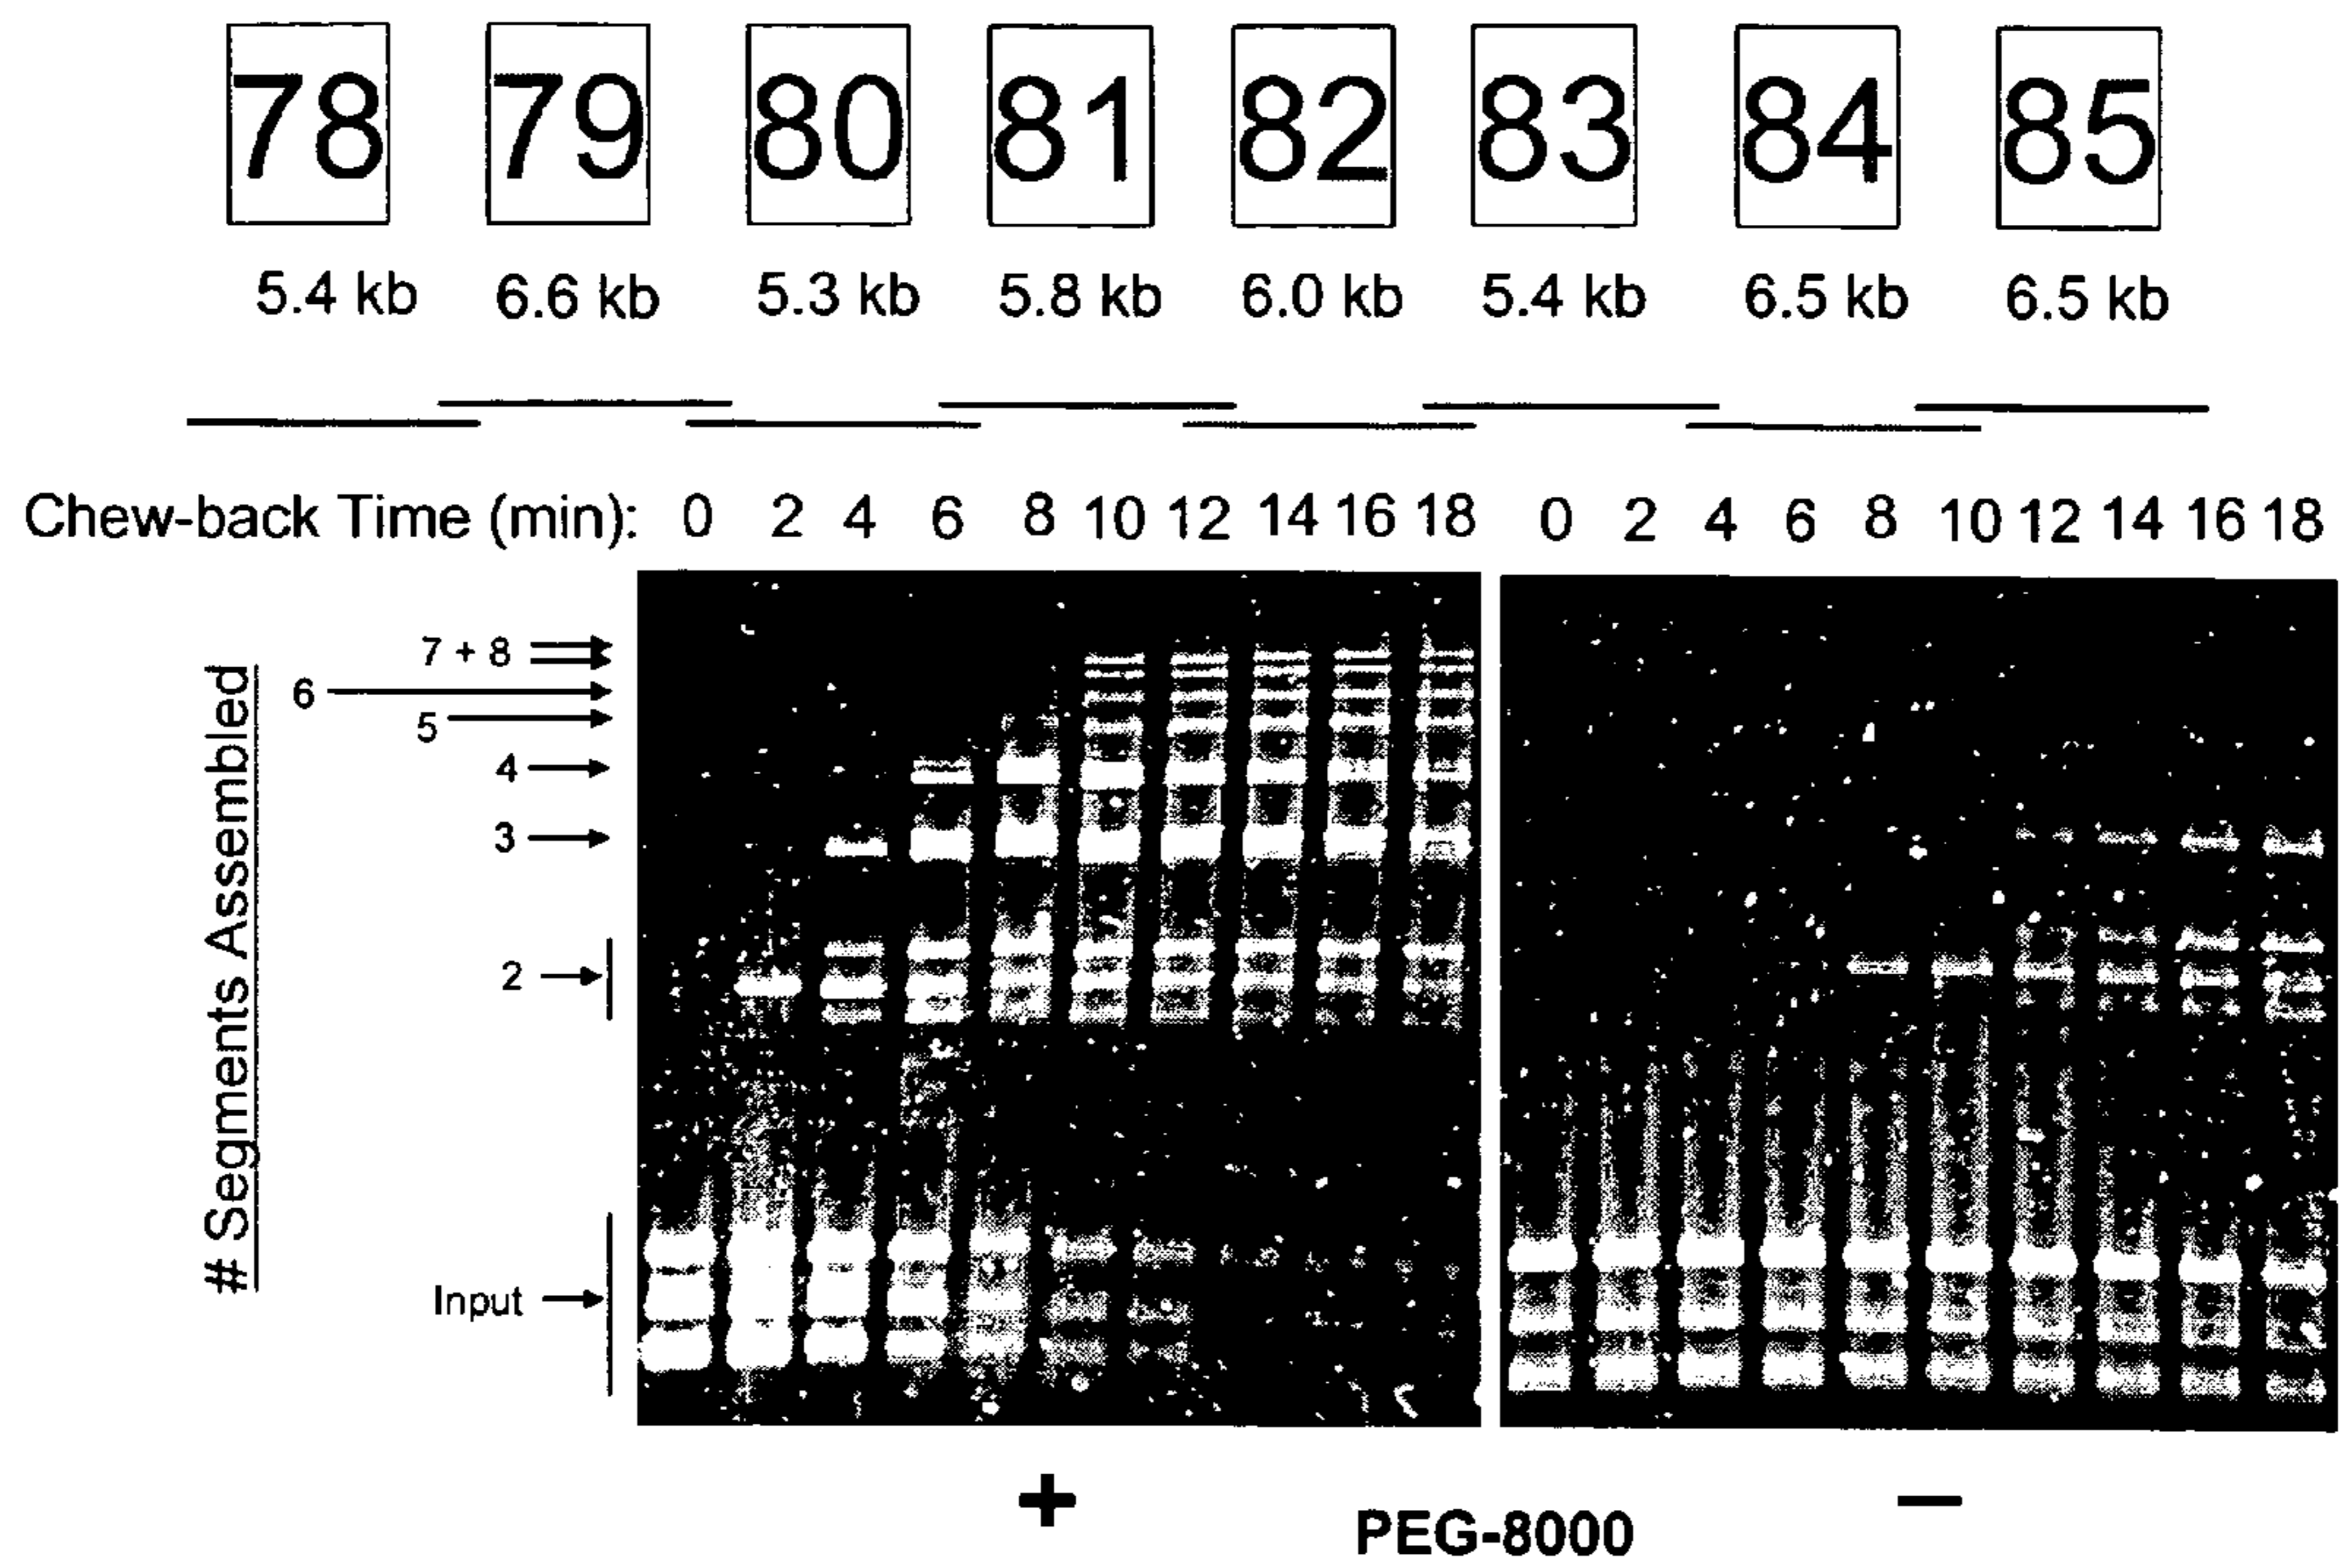 78 79 80 81 82 83 84 85
5.4 kb 6.6 kb 5.3 kb 5.8 kb 6.0 kb 5.4 kb 6.5 kb 6.5 kb
Chew-back Time (min): 0 2 4 6 8 10 12 14 16 18 0 2 4 6 8 10 12 14 16 18
# Segments Assembled
7 + 8
6
5
4
3
2
Input
+ −
PEG-8000